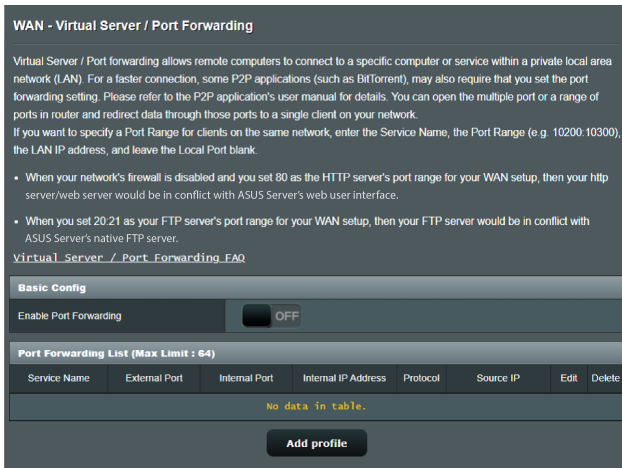 WAN - Virtual Server / Port Forwarding
Virtual Server / Port forwarding allows remote computers to connect to a specific computer or service within a private local area
network (LAN). For a faster connection, some P2P applications (such as BitTorrent), may also require that you set the port
forwarding setting. Please refer to the P2P application's user manual for details. You can open the multiple port or a range of
ports in router and redirect data through those ports to a single client on your network.
If you want to specify a Port Range for clients on the same network, enter the Service Name, the Port Range (e.g. 10200:10300),
the LAN IP address, and leave the Local Port blank.
• When your network's firewall is disabled and you set 80 as the HTTP server's port range for your WAN setup, then your http
server/web server would be in conflict with ASUS Server's web user interface.
• When you set 20:21 as your FTP server's port range for your WAN setup, then your FTP server would be in conflict with
ASUS Server's native FTP server.
Virtual Server / Port Forwarding FAQ
Basic Config
Enable Port Forwarding OFF
Port Forwarding List (Max Limit : 64)
Service Name External Port Internal Port Internal IP Address Protocol Source IP Edit Delete
No data in table.
Add profile